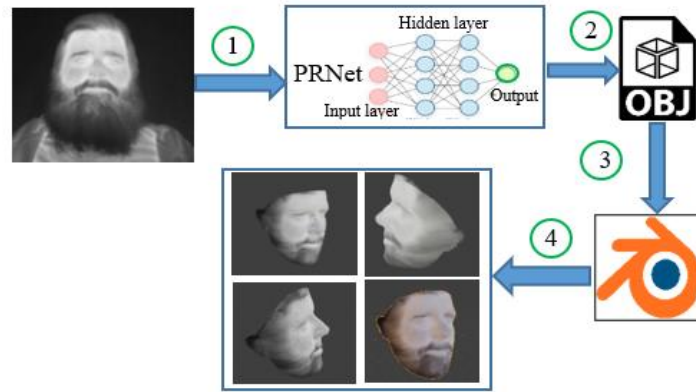 1
Hidden layer
2
PRNet
Input layer
Output
OBJ
3
4